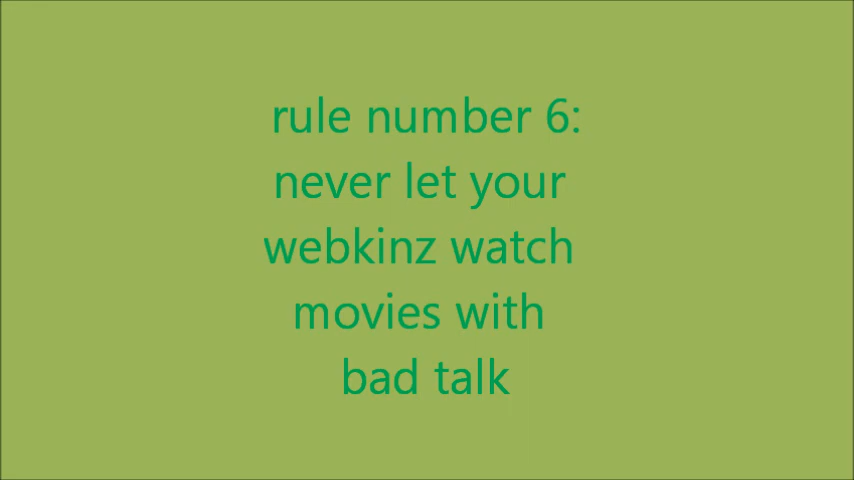 rule number 6:
never let your
webkinz watch
movies with
bad talk